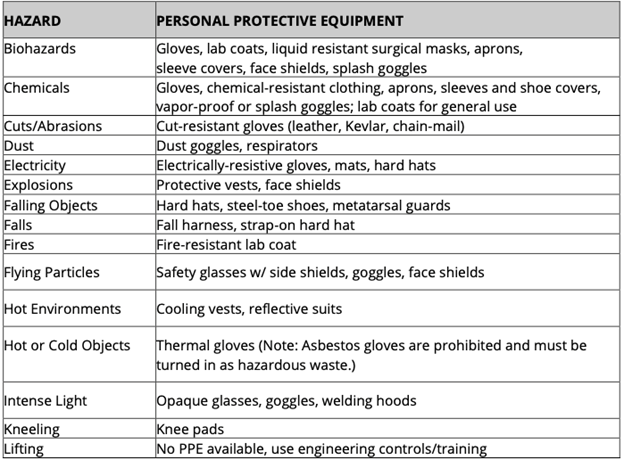 HAZARD PERSONAL PROTECTIVE EQUIPMENT
Biohazards Gloves, lab coats, liquid resistant surgical masks, aprons,
sleeve covers, face shields, splash goggles
Chemicals Gloves, chemical-resistant clothing, aprons, sleeves and shoe covers,
vapor-proof or splash goggles; lab coats for general use
Cuts/Abrasions Cut-resistant gloves (leather, Kevlar, chain-mail)
Dust Dust goggles, respirators
Electricity Electrically-resistive gloves, mats, hard hats
Explosions Protective vests, face shields
Falling Objects Hard hats, steel-toe shoes, metatarsal guards
Falls Fall harness, strap-on hard hat
Fires Fire-resistant lab coat
Flying Particles Safety glasses w/ side shields, goggles, face shields
Hot Environments Cooling vests, reflective suits
Hot or Cold Objects Thermal gloves (Note: Asbestos gloves are prohibited and must be
turned in as hazardous waste.)
Intense Light Opaque glasses, goggles, welding hoods
Kneeling Knee pads
Lifting No PPE available, use engineering controls/training